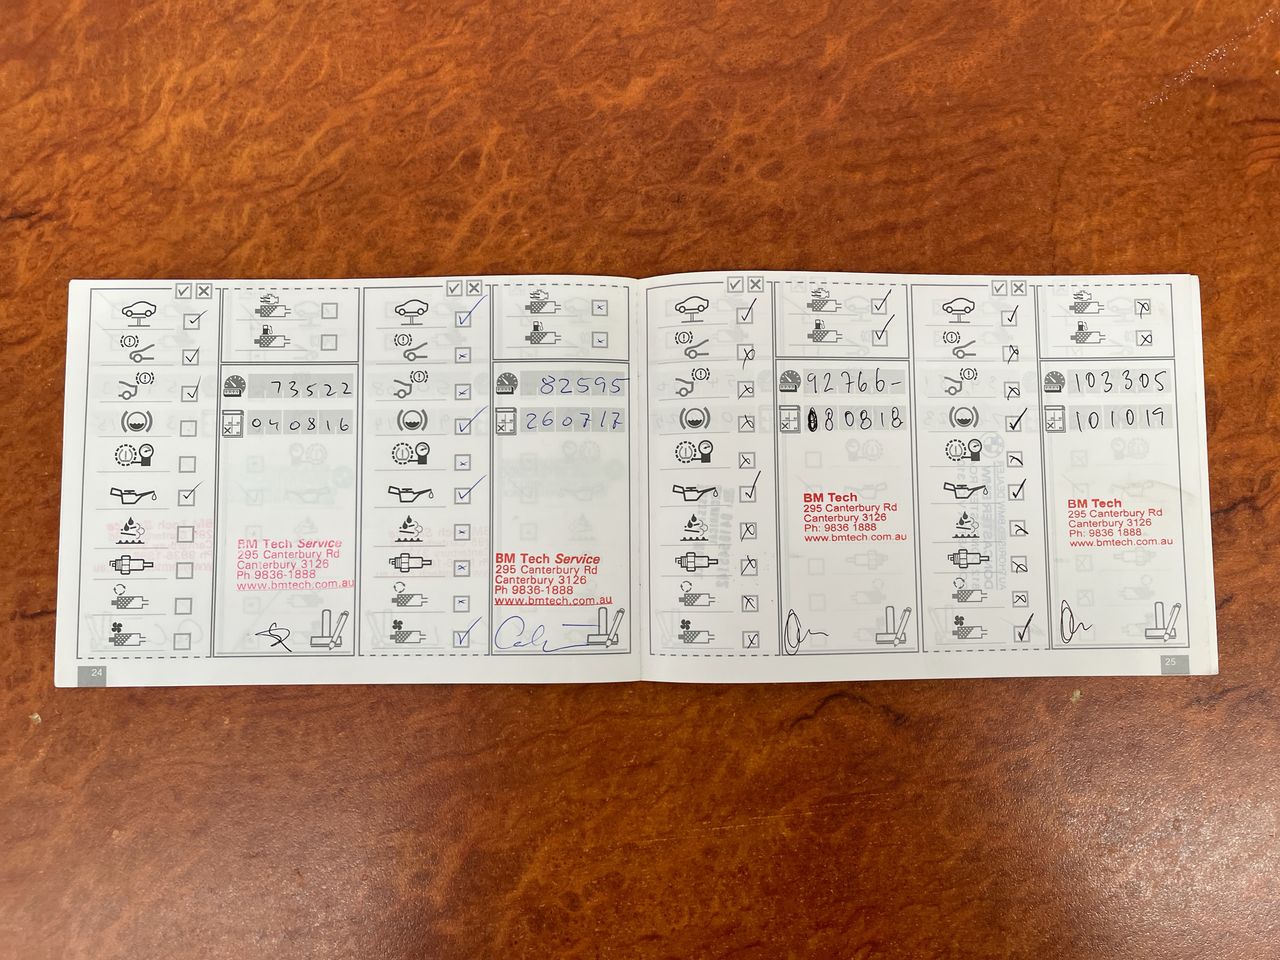 73522
040816
BM Tech Service
295 Canterbury Rd
Canterbury 3126
Ph 9836-1888
www.bmtech.com.au
24
82595
260717
BM Tech Service
295 Canterbury Rd
Canterbury 3126
Ph 9836-1888
www.bmtech.com.au
92766-
080818
BM Tech
295 Canterbury Rd
Canterbury 3126
Ph: 9836 1888
www.bmtech.com.au
103305
101019
BM Tech
295 Canterbury Rd
Canterbury 3126
Ph: 9836 1888
www.bmtech.com.au
25